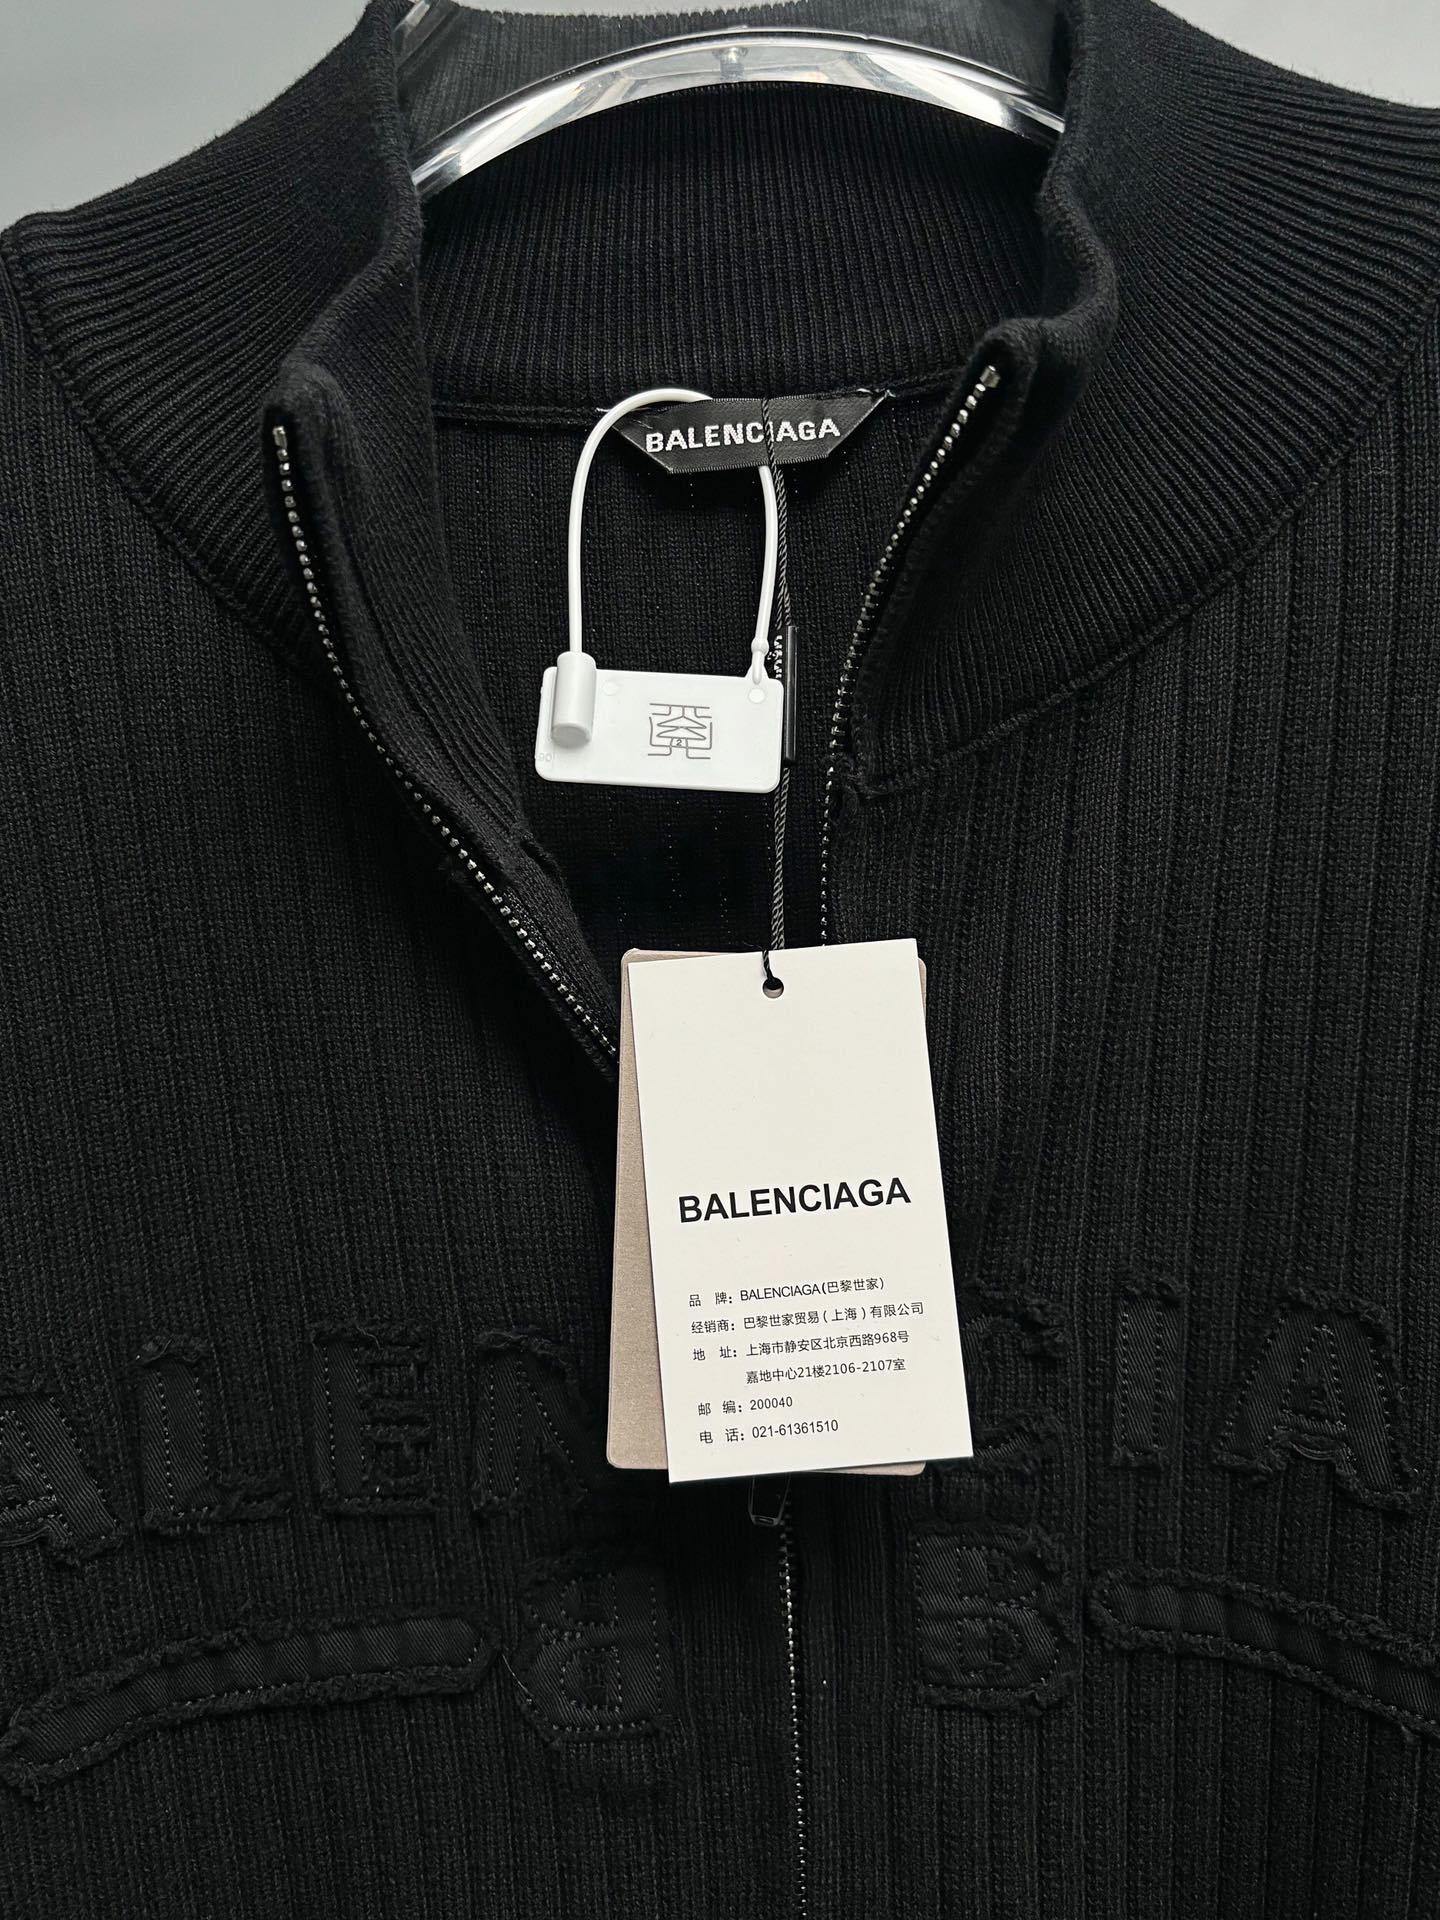 BALENCIAGA
2
BALENCIAGA
品 牌：BALENCIAGA(巴黎世家)
经销商：巴黎世家贸易（上海）有限公司
地 址：上海市静安区北京西路968号
嘉地中心21楼2106-2107室
邮 编：200040
电 话：021-61361510
ALEN CIA
B B